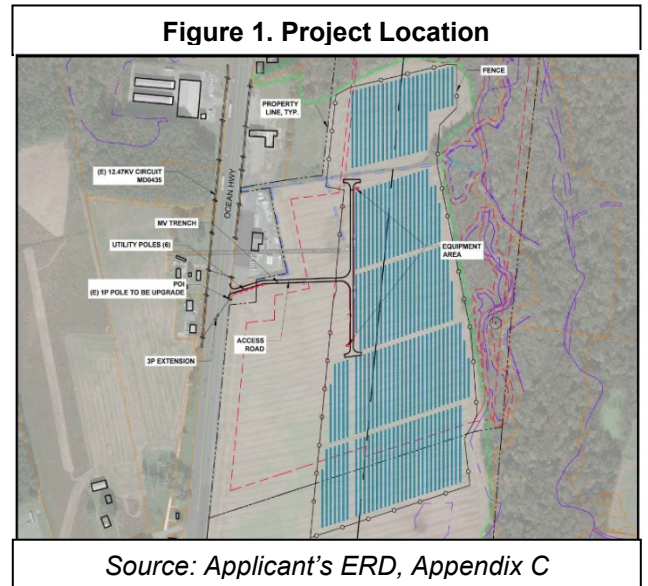 Figure 1. Project Location
FENCE
PROPERTY
LINE, TYP.
(E) 12.47KV CIRCUIT
MD0435
OCEAN HWY
MV TRENCH
UTILITY POLES (6)
EQUIPMENT
AREA
POI
(E) 1P POLE TO BE UPGRADE
ACCESS
ROAD
3P EXTENSION
Source: Applicant's ERD, Appendix C